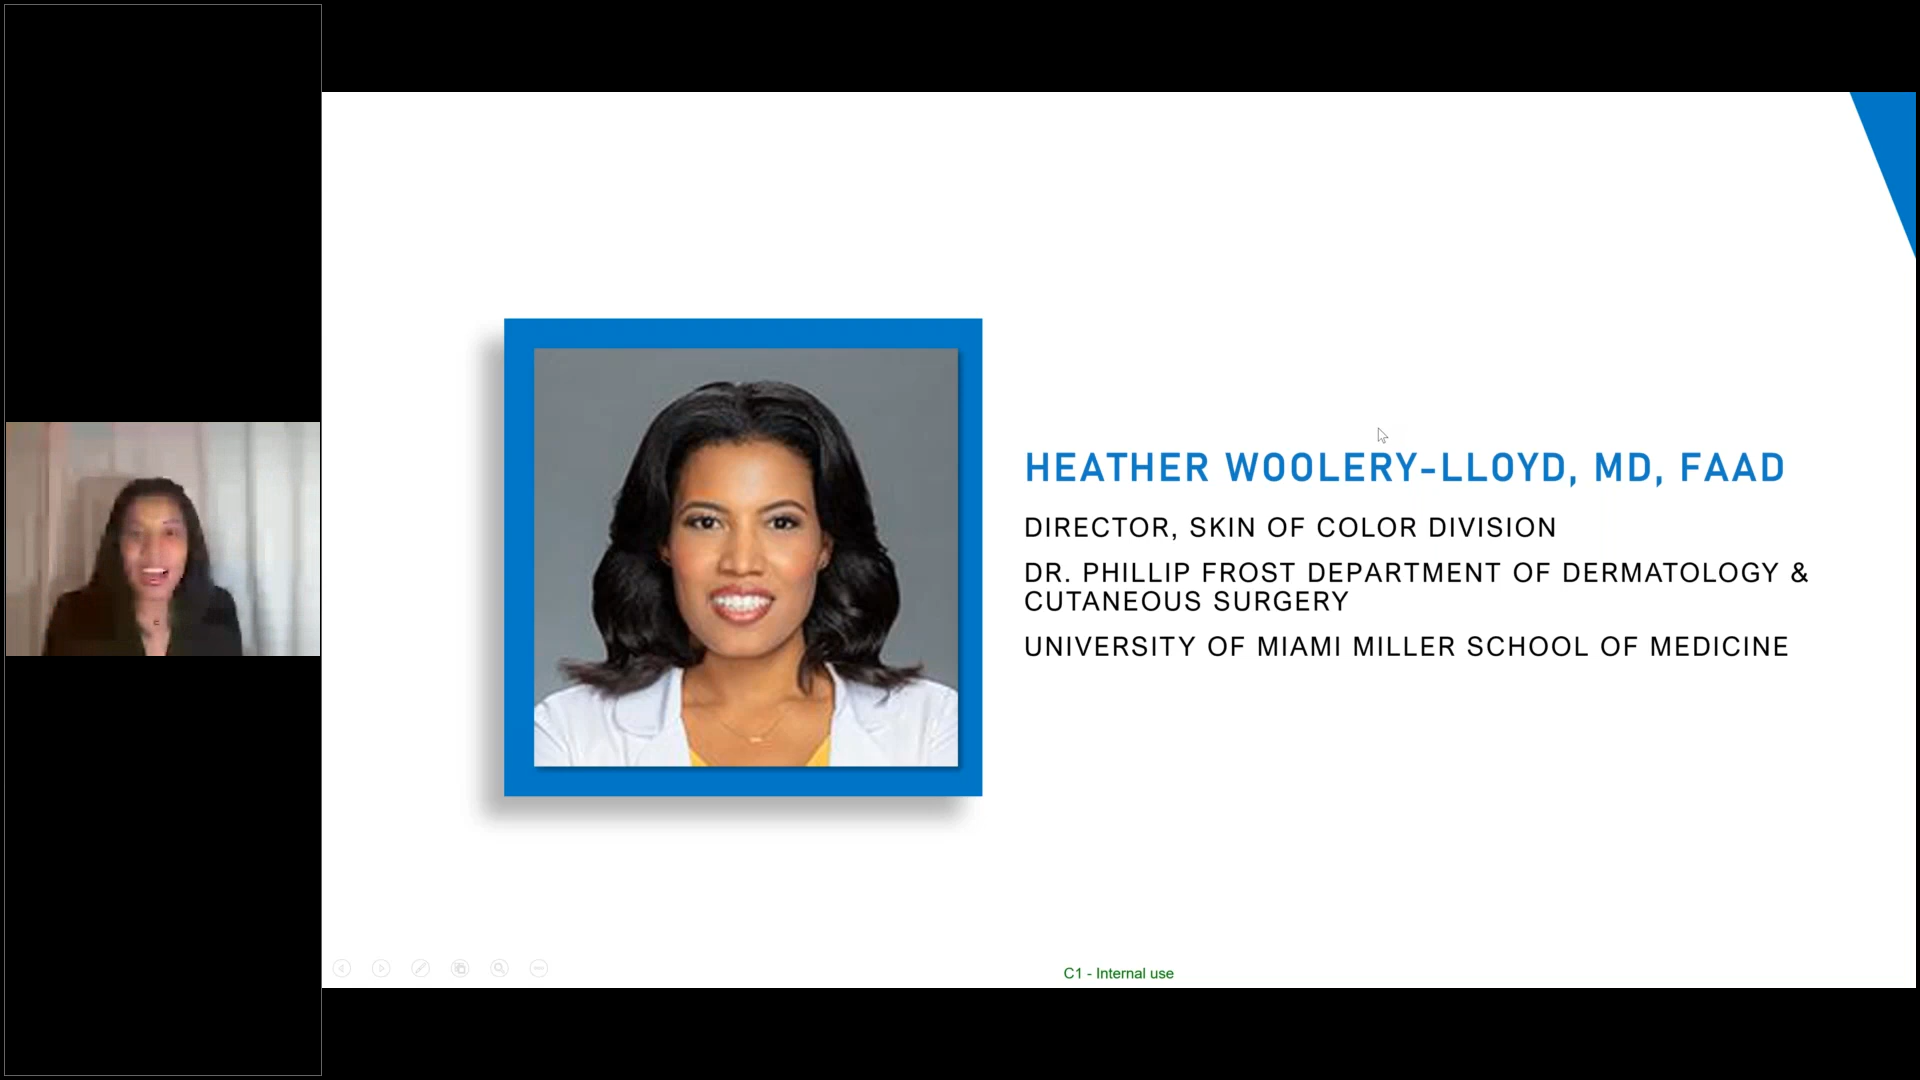 HEATHER WOOLERY-LLOYD, MD, FAAD
DIRECTOR, SKIN OF COLOR DIVISION
DR. PHILLIP FROST DEPARTMENT OF DERMATOLOGY &
CUTANEOUS SURGERY
UNIVERSITY OF MIAMI MILLER SCHOOL OF MEDICINE
C1 - Internal use